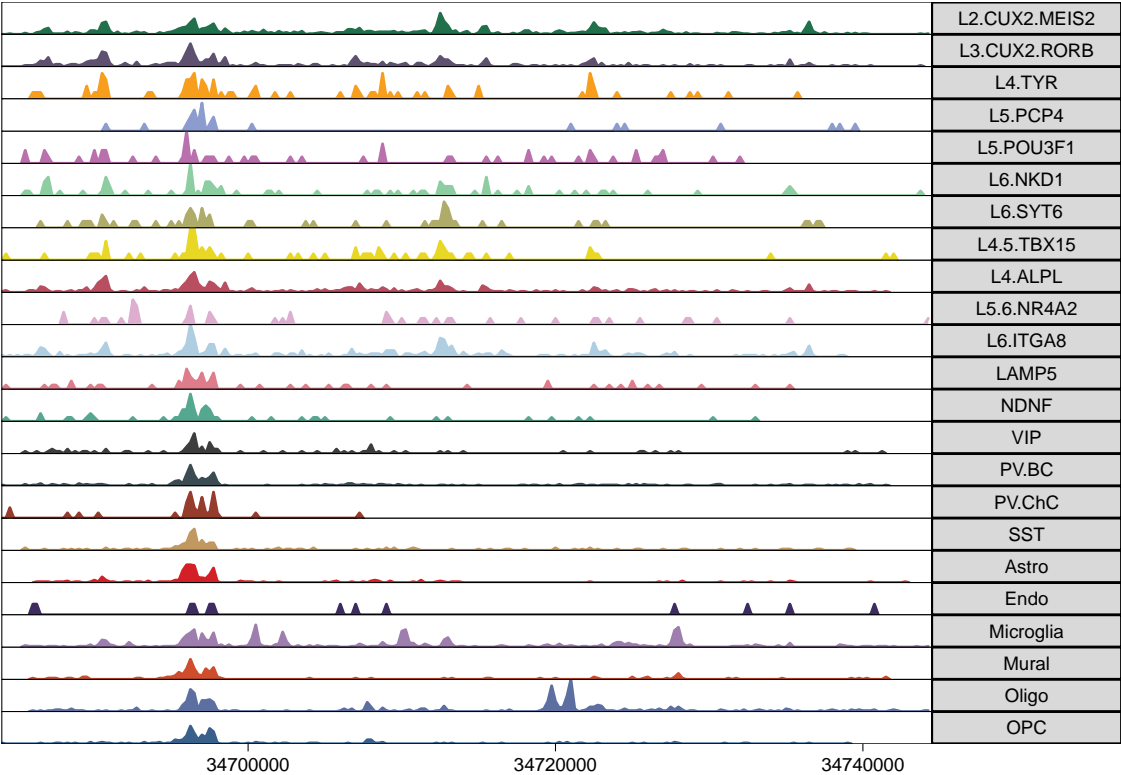 L2.CUX2.MEIS2
L3.CUX2.RORB
L4.TYR
L5.PCP4
L5.POU3F1
L6.NKD1
L6.SYT6
L4.5.TBX15
L4.ALPL
L5.6.NR4A2
L6.ITGA8
LAMP5
NDNF
VIP
PV.BC
PV.ChC
SST
Astro
Endo
Microglia
Mural
Oligo
OPC
34700000 34720000 34740000